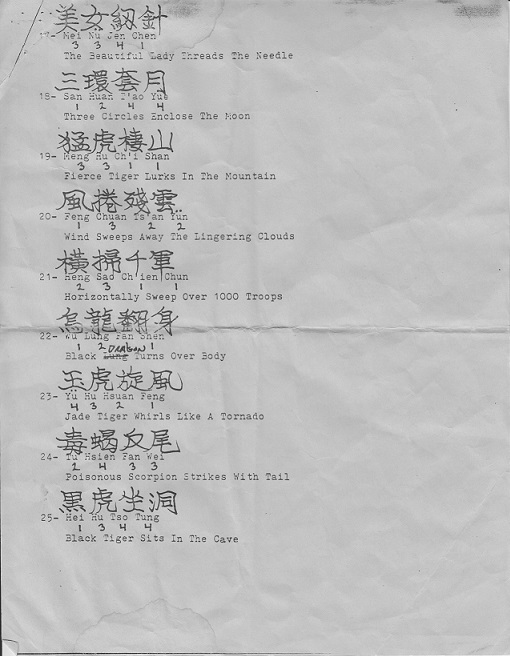 美女紉針
17- Mei Nu Jen Chen
3 3 4 1
The Beautiful Lady Threads The Needle
三環套月
18- San Huan T'ao Yue
1 2 4 4
Three Circles Enclose The Moon
猛虎棲山
19- Meng Hu Ch'i Shan
3 3 1 1
Fierce Tiger Lurks In The Mountain
風捲殘雲
20- Feng Chuan Ts'an Yün
1 3 2 2
Wind Sweeps Away The Lingering Clouds
橫掃千軍
21- Heng Sao Ch'ien Chun
2 3 1 1
Horizontally Sweep Over 1000 Troops
烏龍翻身
22- Wu Lung Fan Shen
1 2 DRAGON 1
Black Lung Turns Over Body
玉虎旋風
23- Yü Hu Hsuan Feng
4 3 2 1
Jade Tiger Whirls Like A Tornado
毒蝎反尾
24- Tu Hsien Fan Wei
2 4 3 3
Poisonous Scorpion Strikes With Tail
黑虎坐洞
25- Hei Hu Tso Tung
1 3 4 4
Black Tiger Sits In The Cave